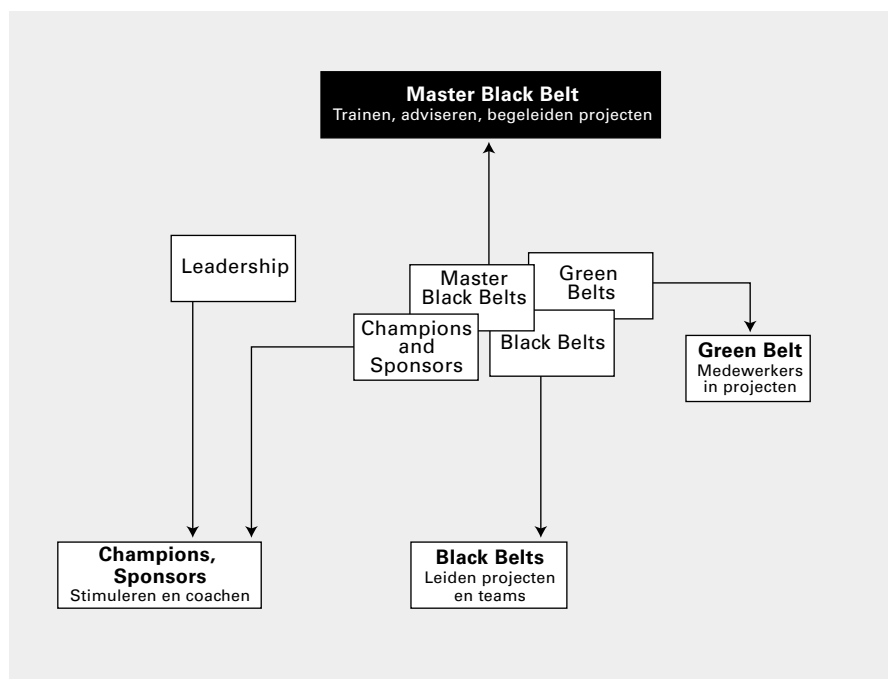 Master Black Belt
Trainen, adviseren, begeleiden projecten
Leadership
Master
Black Belts
Green
Belts
Champions
and
Sponsors
Black Belts
Green Belt
Medewerkers
in projecten
Champions,
Sponsors
Stimuleren en coachen
Black Belts
Leiden projecten
en teams